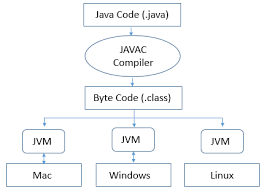 Java Code (.java)
JAVAC
Compiler
Byte Code (.class)
JVM JVM JVM
Mac Windows Linux